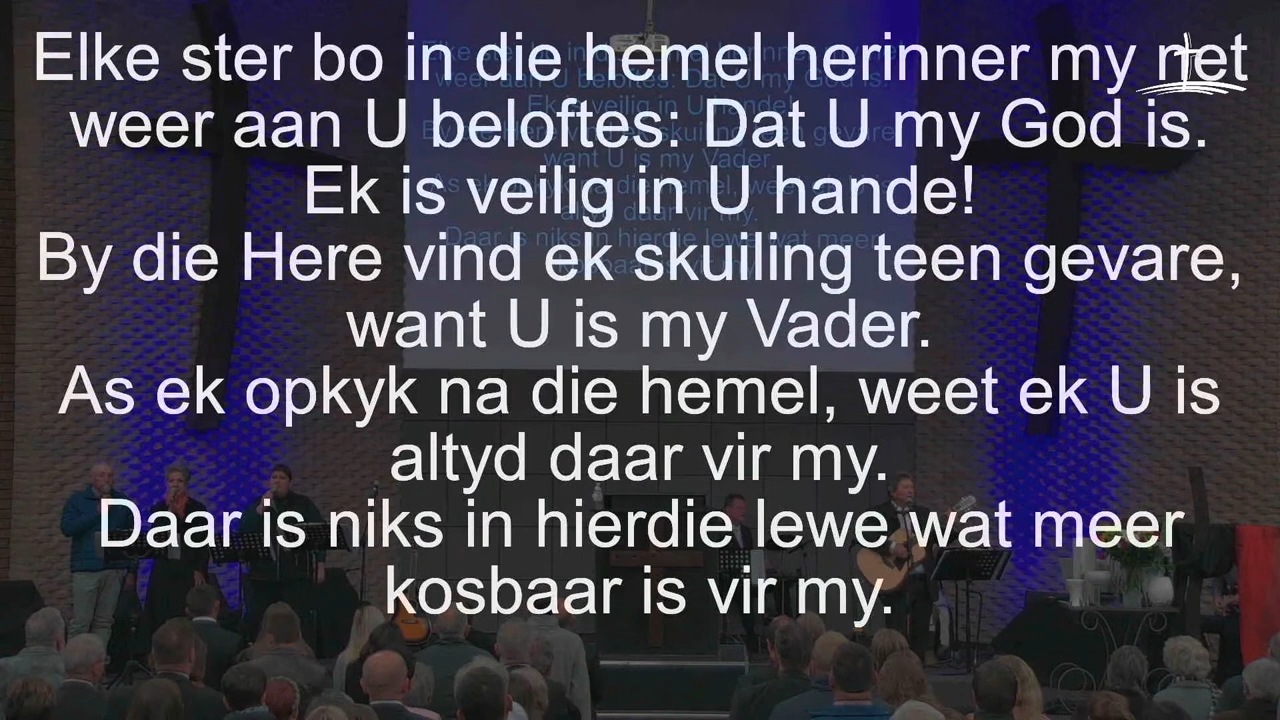 Elke ster bo in die hemel herinner my net
weer aan U beloftes: Dat U my God is.
Ek is veilig in U hande!
By die Here vind ek skuiling teen gevare,
want U is my Vader.
As ek opkyk na die hemel, weet ek U is
altyd daar vir my.
Daar is niks in hierdie lewe wat meer
kosbaar is vir my.